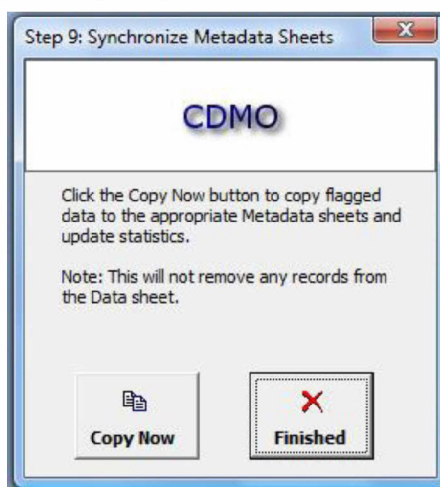 Step 9: Synchronize Metadata Sheets
CDMO
Click the Copy Now button to copy flagged
data to the appropriate Metadata sheets and
update statistics.
Note: This will not remove any records from
the Data sheet.
Copy Now
Finished